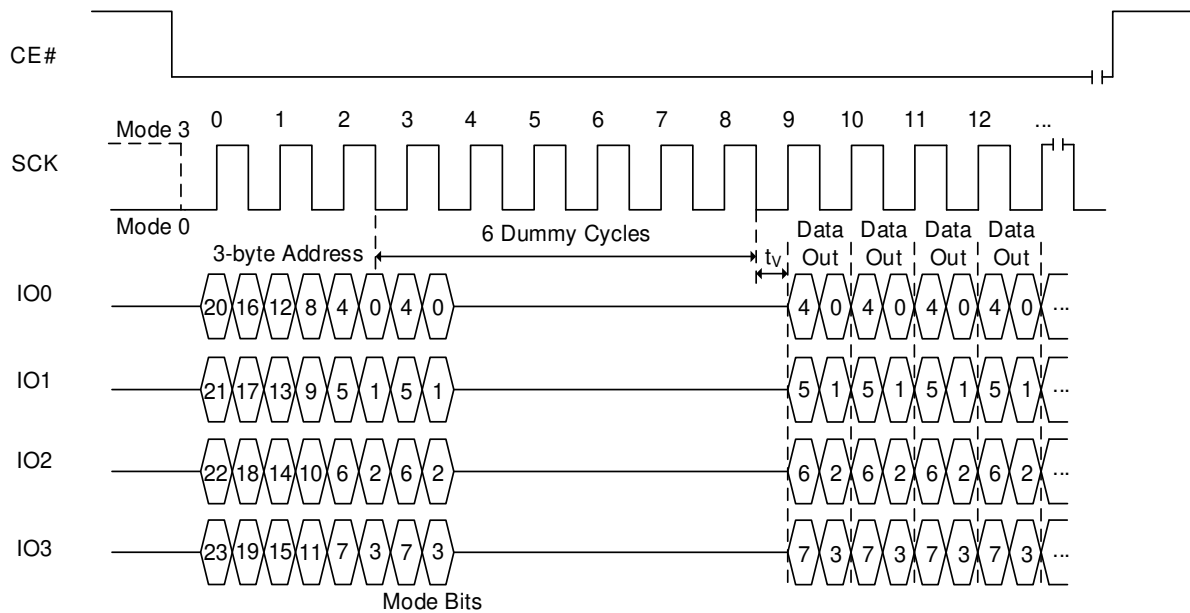 CE#
Mode 3
0 1 2 3 4 5 6 7 8 9 10 11 12 ...
SCK
Mode 0
3-byte Address
6 Dummy Cycles
tV
Data Out
Data Out
Data Out
Data Out
IO0
20 16 12 8 4 0 4 0
4 0 4 0 4 0 4 0 ...
IO1
21 17 13 9 5 1 5 1
5 1 5 1 5 1 5 1 ...
IO2
22 18 14 10 6 2 6 2
6 2 6 2 6 2 6 2 ...
IO3
23 19 15 11 7 3 7 3
7 3 7 3 7 3 7 3 ...
Mode Bits